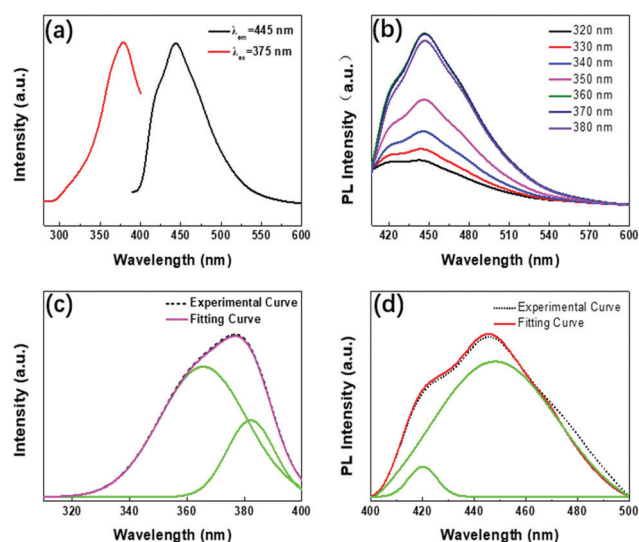 (a)
λem=445 nm
λex=375 nm
Intensity (a.u.)
300 350 400 450 500 550 600
Wavelength (nm)
(b)
320 nm
330 nm
340 nm
350 nm
360 nm
370 nm
380 nm
PL Intensity（a.u.）
420 450 480 510 540 570 600
Wavelength (nm)
(c)
Experimental Curve
Fitting Curve
Intensity (a.u.)
320 340 360 380 400
Wavelength (nm)
(d)
Experimental Curve
Fitting Curve
PL Intensity (a.u.)
400 420 440 460 480 500
Wavelength (nm)